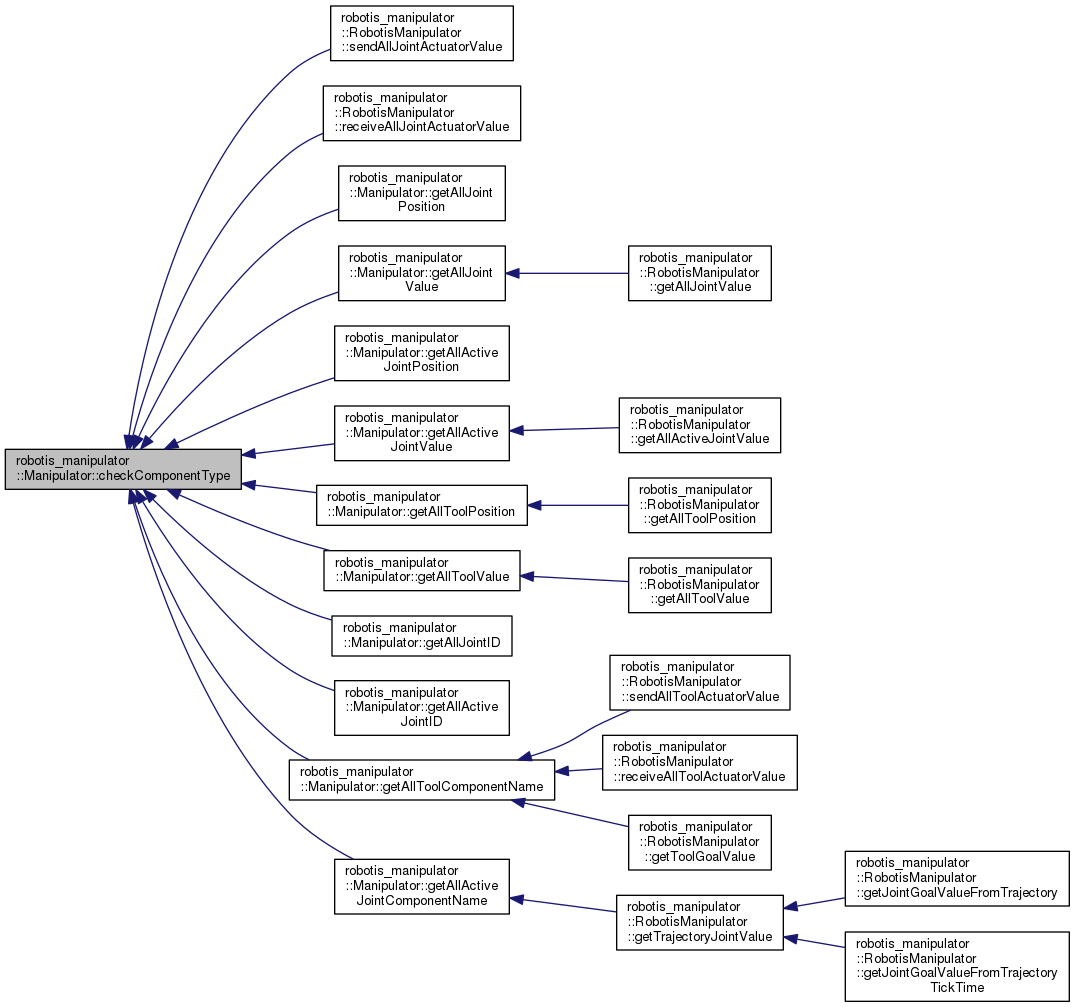 robotis_manipulator
::RobotisManipulator
::sendAllJointActuatorValue
robotis_manipulator
::RobotisManipulator
::receiveAllJointActuatorValue
robotis_manipulator
::Manipulator::getAllJoint
Position
robotis_manipulator
::Manipulator::getAllJoint
Value
robotis_manipulator
::RobotisManipulator
::getAllJointValue
robotis_manipulator
::Manipulator::getAllActive
JointPosition
robotis_manipulator
::Manipulator::getAllActive
JointValue
robotis_manipulator
::RobotisManipulator
::getAllActiveJointValue
robotis_manipulator
::Manipulator::checkComponentType
robotis_manipulator
::Manipulator::getAllToolPosition
robotis_manipulator
::RobotisManipulator
::getAllToolPosition
robotis_manipulator
::Manipulator::getAllToolValue
robotis_manipulator
::RobotisManipulator
::getAllToolValue
robotis_manipulator
::Manipulator::getAllJointID
robotis_manipulator
::Manipulator::getAllActive
JointID
robotis_manipulator
::RobotisManipulator
::sendAllToolActuatorValue
robotis_manipulator
::RobotisManipulator
::receiveAllToolActuatorValue
robotis_manipulator
::Manipulator::getAllToolComponentName
robotis_manipulator
::RobotisManipulator
::getToolGoalValue
robotis_manipulator
::Manipulator::getAllActive
JointComponentName
robotis_manipulator
::RobotisManipulator
::getTrajectoryJointValue
robotis_manipulator
::RobotisManipulator
::getJointGoalValueFromTrajectory
robotis_manipulator
::RobotisManipulator
::getJointGoalValueFromTrajectory
TickTime